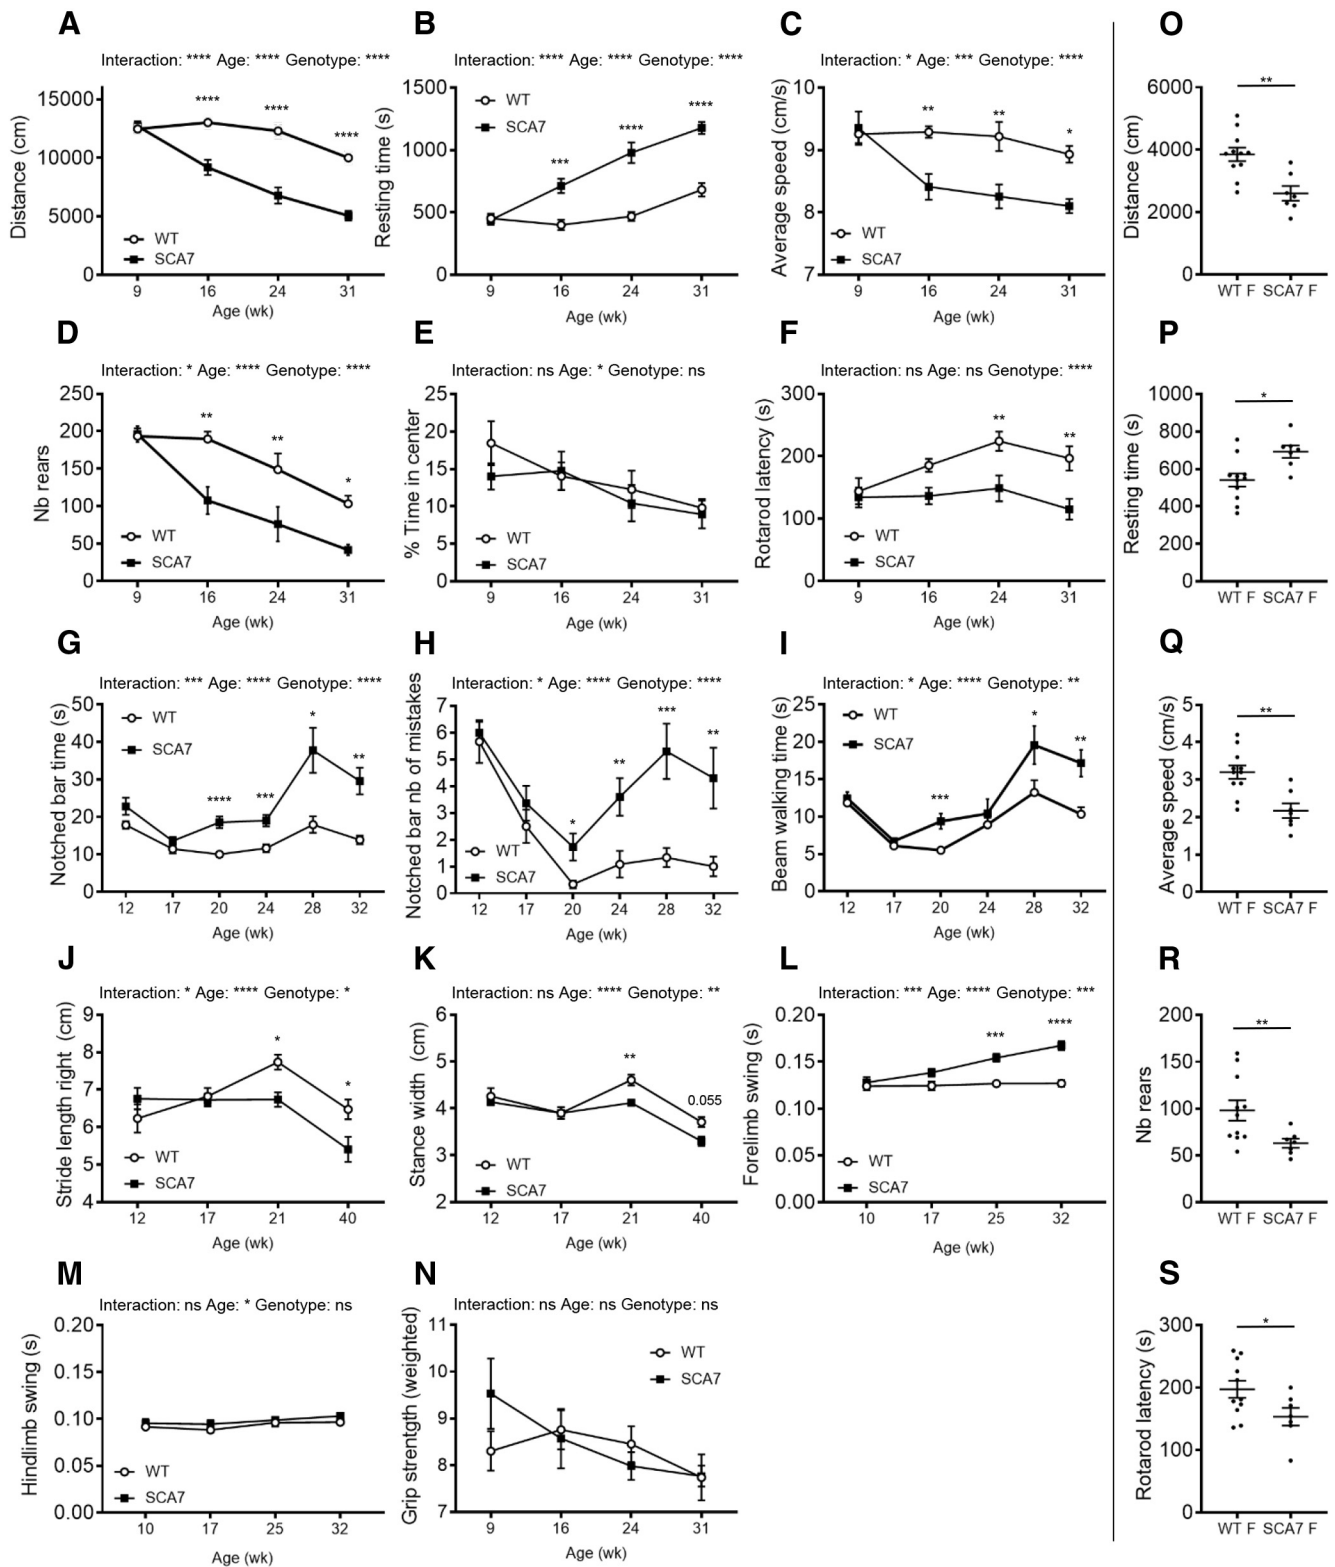 A
Interaction: **** Age: **** Genotype: ****
Distance (cm)
15000
10000
5000
0
****
****
****
WT
SCA7
9 16 24 31
Age (wk)
B
Interaction: **** Age: **** Genotype: ****
Resting time (s)
1500
1000
500
0
WT
SCA7
***
****
****
9 16 24 31
Age (wk)
C
Interaction: * Age: *** Genotype: ****
Average speed (cm/s)
10
9
8
7
**
**
*
WT
SCA7
9 16 24 31
Age (wk)
O
Distance (cm)
6000
4000
2000
0
**
WT F SCA7 F
D
Interaction: * Age: **** Genotype: ****
Nb rears
250
200
150
100
50
0
**
**
*
WT
SCA7
9 16 24 31
Age (wk)
E
Interaction: ns Age: * Genotype: ns
% Time in center
25
20
15
10
5
0
WT
SCA7
9 16 24 31
Age (wk)
F
Interaction: ns Age: ns Genotype: ****
Rotarod latency (s)
300
200
100
0
**
**
WT
SCA7
9 16 24 31
Age (wk)
P
Resting time (s)
1000
800
600
400
200
0
*
WT F SCA7 F
G
Interaction: *** Age: **** Genotype: ****
Notched bar time (s)
50
40
30
20
10
0
WT
SCA7
****
***
*
**
12 17 20 24 28 32
Age (wk)
H
Interaction: * Age: **** Genotype: ****
Notched bar nb of mistakes
7
6
5
4
3
2
1
0
*
**
***
**
WT
SCA7
12 17 20 24 28 32
Age (wk)
I
Interaction: * Age: **** Genotype: **
Beam walking time (s)
25
20
15
10
5
0
WT
SCA7
***
*
**
12 17 20 24 28 32
Age (wk)
Q
Average speed (cm/s)
5
4
3
2
1
0
**
WT F SCA7 F
J
Interaction: * Age: **** Genotype: *
Stride length right (cm)
9
8
7
6
5
4
*
*
WT
SCA7
12 17 21 40
Age (wk)
K
Interaction: ns Age: **** Genotype: **
Stance width (cm)
6
5
4
3
2
**
0.055
WT
SCA7
12 17 21 40
Age (wk)
L
Interaction: *** Age: **** Genotype: ***
Forelimb swing (s)
0.20
0.15
0.10
0.05
0.00
***
****
WT
SCA7
10 17 25 32
Age (wk)
R
Nb rears
200
150
100
50
0
**
WT F SCA7 F
M
Interaction: ns Age: * Genotype: ns
Hindlimb swing (s)
0.20
0.15
0.10
0.05
0.00
WT
SCA7
10 17 25 32
Age (wk)
N
Interaction: ns Age: ns Genotype: ns
Grip strentgth (weighted)
11
10
9
8
7
WT
SCA7
9 16 24 31
Age (wk)
S
Rotarod latency (s)
300
200
100
0
*
WT F SCA7 F